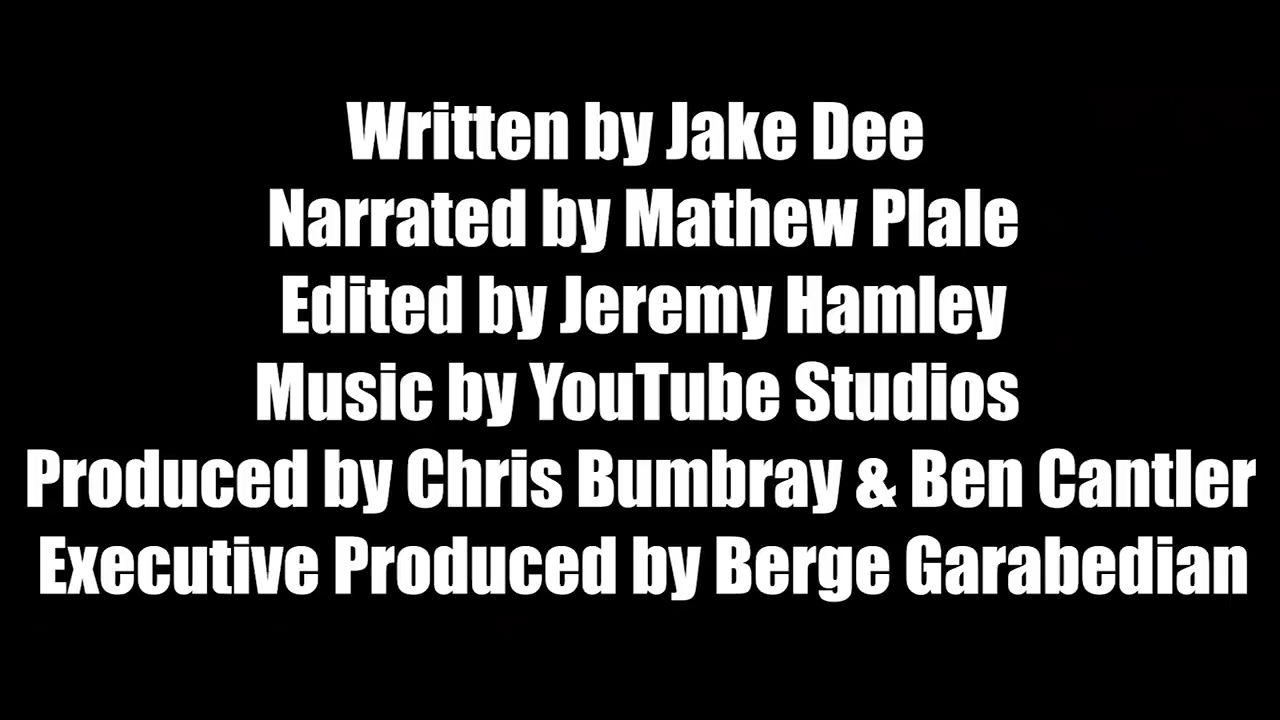 Written by Jake Dee
Narrated by Mathew Plale
Edited by Jeremy Hamley
Music by YouTube Studios
Produced by Chris Bumbray & Ben Cantler
Executive Produced by Berge Garabedian